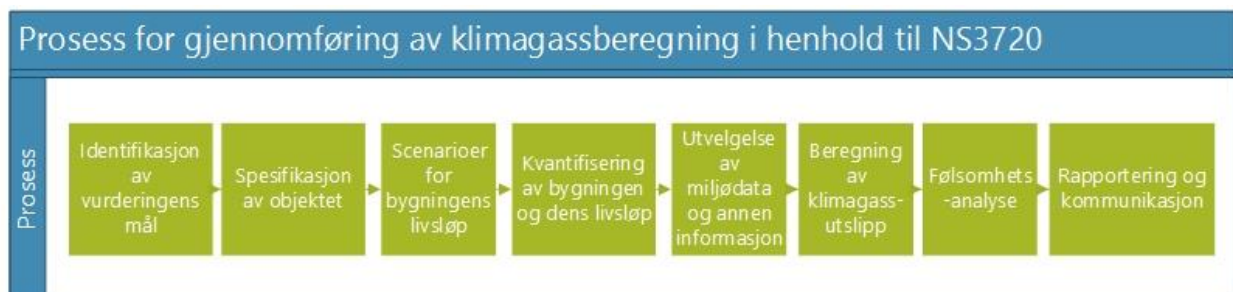 Prosess for gjennomføring av klimagassberegning i henhold til NS3720
Prosess
Identifikasjon
av
vurderingens
mål
Spesifikasjon
av objektet
Scenarioer
for
bygningens
livsløp
Kvantifisering
av bygningen
og dens livsløp
Utvelgelse
av
miljødata
og annen
informasjon
Beregning
av
klimagass-
utslipp
Følsomhets
-analyse
Rapportering og
kommunikasjon